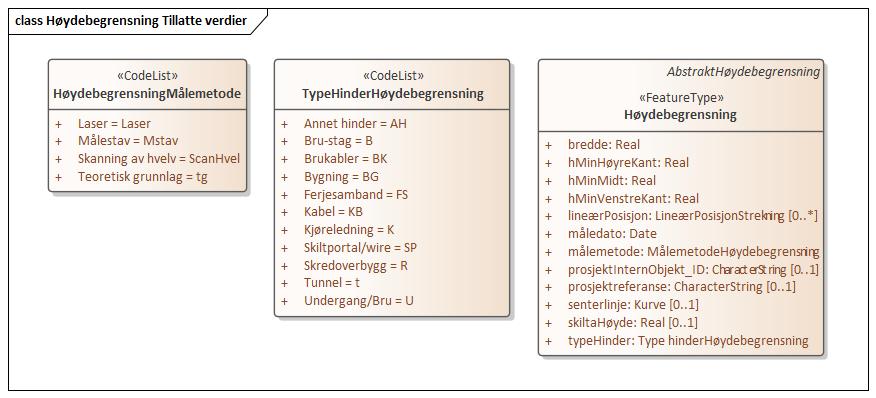 class Høydebegrensning Tillatte verdier
«CodeList»
HøydebegrensningMålemetode
+ Laser = Laser
+ Målestav = Mstav
+ Skanning av hvelv = ScanHvel
+ Teoretisk grunnlag = tg
«CodeList»
TypeHinderHøydebegrensning
+ Annet hinder = AH
+ Bru-stag = B
+ Brukabler = BK
+ Bygning = BG
+ Ferjesamband = FS
+ Kabel = KB
+ Kjøreledning = K
+ Skiltportal/wire = SP
+ Skredoverbygg = R
+ Tunnel = t
+ Undergang/Bru = U
AbstraktHøydebegrensning
«FeatureType»
Høydebegrensning
+ bredde: Real
+ hMinHøyreKant: Real
+ hMinMidt: Real
+ hMinVenstreKant: Real
+ lineærPosisjon: LineærPosisjonStrekning [0..*]
+ måledato: Date
+ målemetode: MålemetodeHøydebegrensning
+ prosjektInternObjekt_ID: CharacterString [0..1]
+ prosjektreferanse: CharacterString [0..1]
+ senterlinje: Kurve [0..1]
+ skiltaHøyde: Real [0..1]
+ typeHinder: Type hinderHøydebegrensning